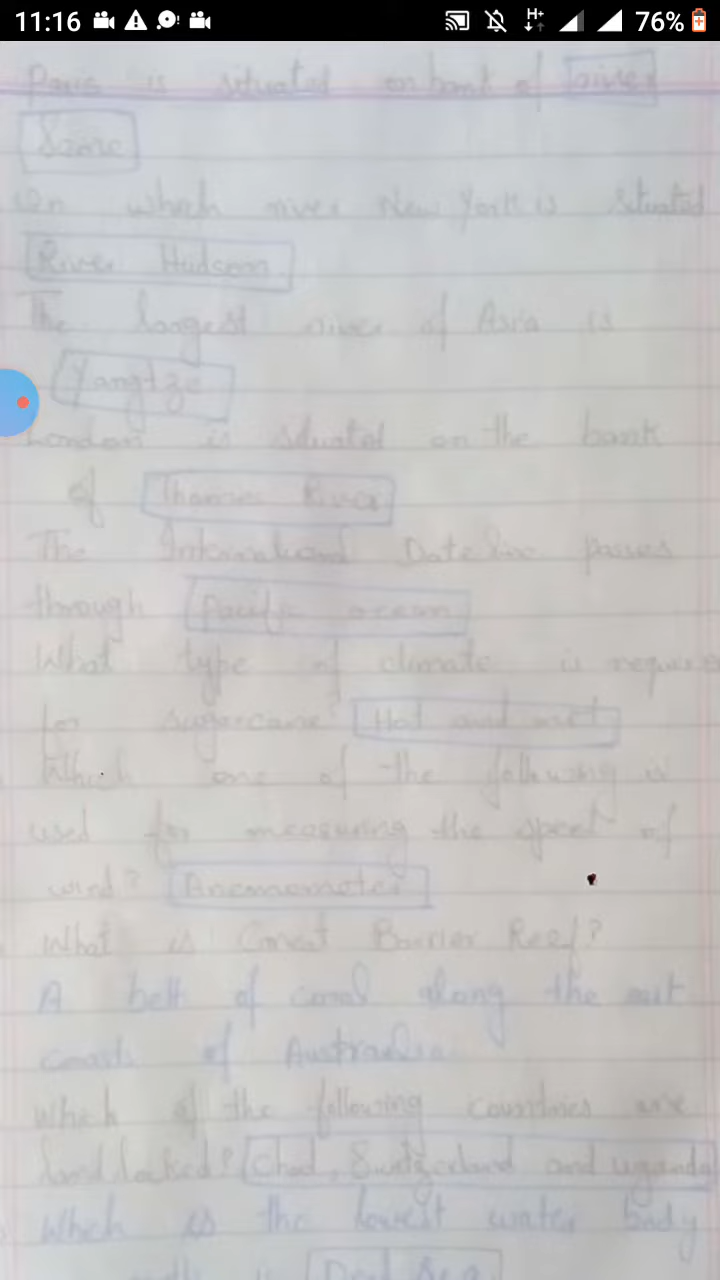 11:16 H+ 76%
Paris is situated on bank of
on which river New York is situated
River Hudson
The longest river of Asia is
Yangtze
London is situated on the bank
of Thames River
The International Date line passes
through Pacific ocean
What type of climate is require
for sugarcane? Hot and wet
Which one of the following is
used for measuring the speed of
wind? Anemometer
What is Great Barrier Reef?
A belt of coral along the east
of Australia
Which of the following countries are
landlocked? Chad, Switzerland and Uganda
Which is the lowest water body
Dead Sea